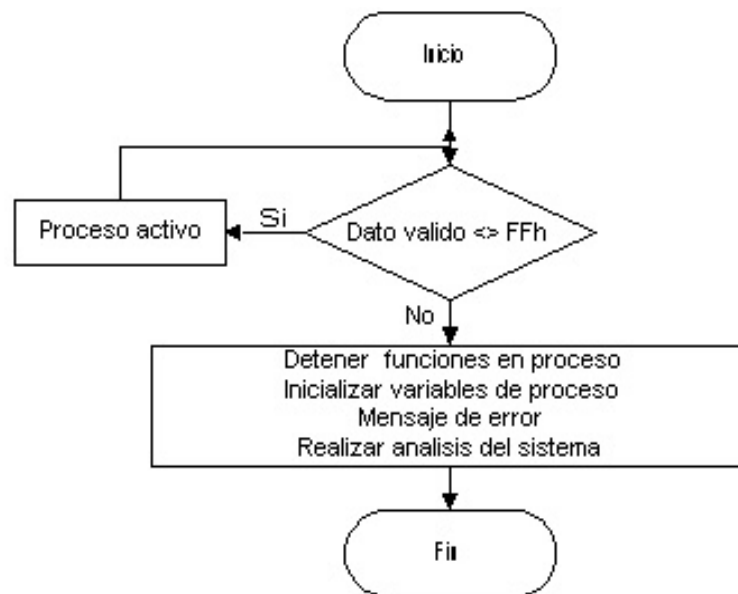 Inicio
Si
Proceso activo
Dato valido <> FFh
No
Detener funciones en proceso
Inicializar variables de proceso
Mensaje de error
Realizar analisis del sistema
Fin